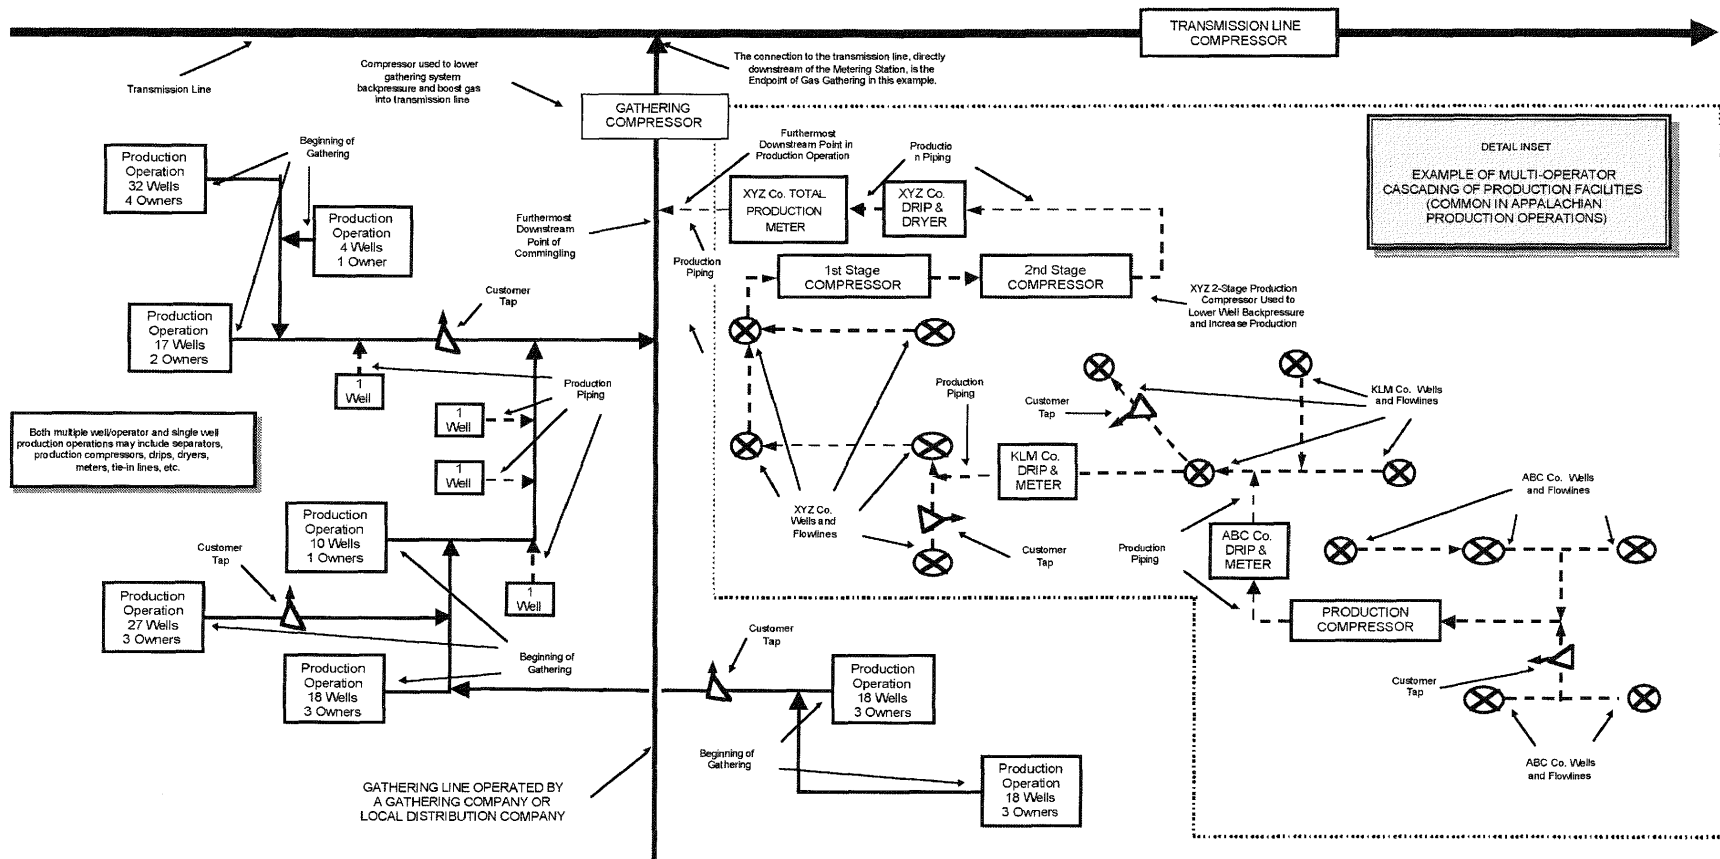 TRANSMISSION LINE
COMPRESSOR
Transmission Line
Compressor used to lower
gathering system
backpressure and boost gas
into transmission line
The connection to the transmission line, directly
downstream of the Metering Station, is the
Endpoint of Gas Gathering in this example.
GATHERING
COMPRESSOR
DETAIL INSET
EXAMPLE OF MULTI-OPERATOR
CASCADING OF PRODUCTION FACILITIES
(COMMON IN APPALACHIAN
PRODUCTION OPERATIONS)
Beginning of
Gathering
Production
Operation
32 Wells
4 Owners
Production
Operation
4 Wells
1 Owner
Production
Operation
17 Wells
2 Owners
Customer
Tap
Furthermost
Downstream
Point of
Commingling
Furthermost
Downstream Point in
Production Operation
Productio
n Piping
XYZ Co. TOTAL
PRODUCTION
METER
XYZ Co.
DRIP &
DRYER
Production
Piping
1st Stage
COMPRESSOR
2nd Stage
COMPRESSOR
XYZ 2-Stage Production
Compressor Used to
Lower Well Backpressure
and Increase Production
1
Well
1
Well
1
Well
Production
Piping
Both multiple well/operator and single well
production operations may include separators,
production compressors, drips, dryers,
meters, tie-in lines, etc.
Production
Piping
Customer
Tap
KLM Co. Wells
and Flowlines
KLM Co.
DRIP &
METER
XYZ Co.
Wells and
Flowlines
Customer
Tap
ABC Co. Wells
and Flowlines
Production
Piping
ABC Co.
DRIP &
METER
PRODUCTION
COMPRESSOR
Customer
Tap
ABC Co. Wells
and Flowlines
Production
Operation
10 Wells
1 Owners
Customer
Tap
1
Well
Production
Operation
27 Wells
3 Owners
Beginning of
Gathering
Production
Operation
18 Wells
3 Owners
Customer
Tap
Production
Operation
18 Wells
3 Owners
Beginning of
Gathering
Production
Operation
18 Wells
3 Owners
GATHERING LINE OPERATED BY
A GATHERING COMPANY OR
LOCAL DISTRIBUTION COMPANY